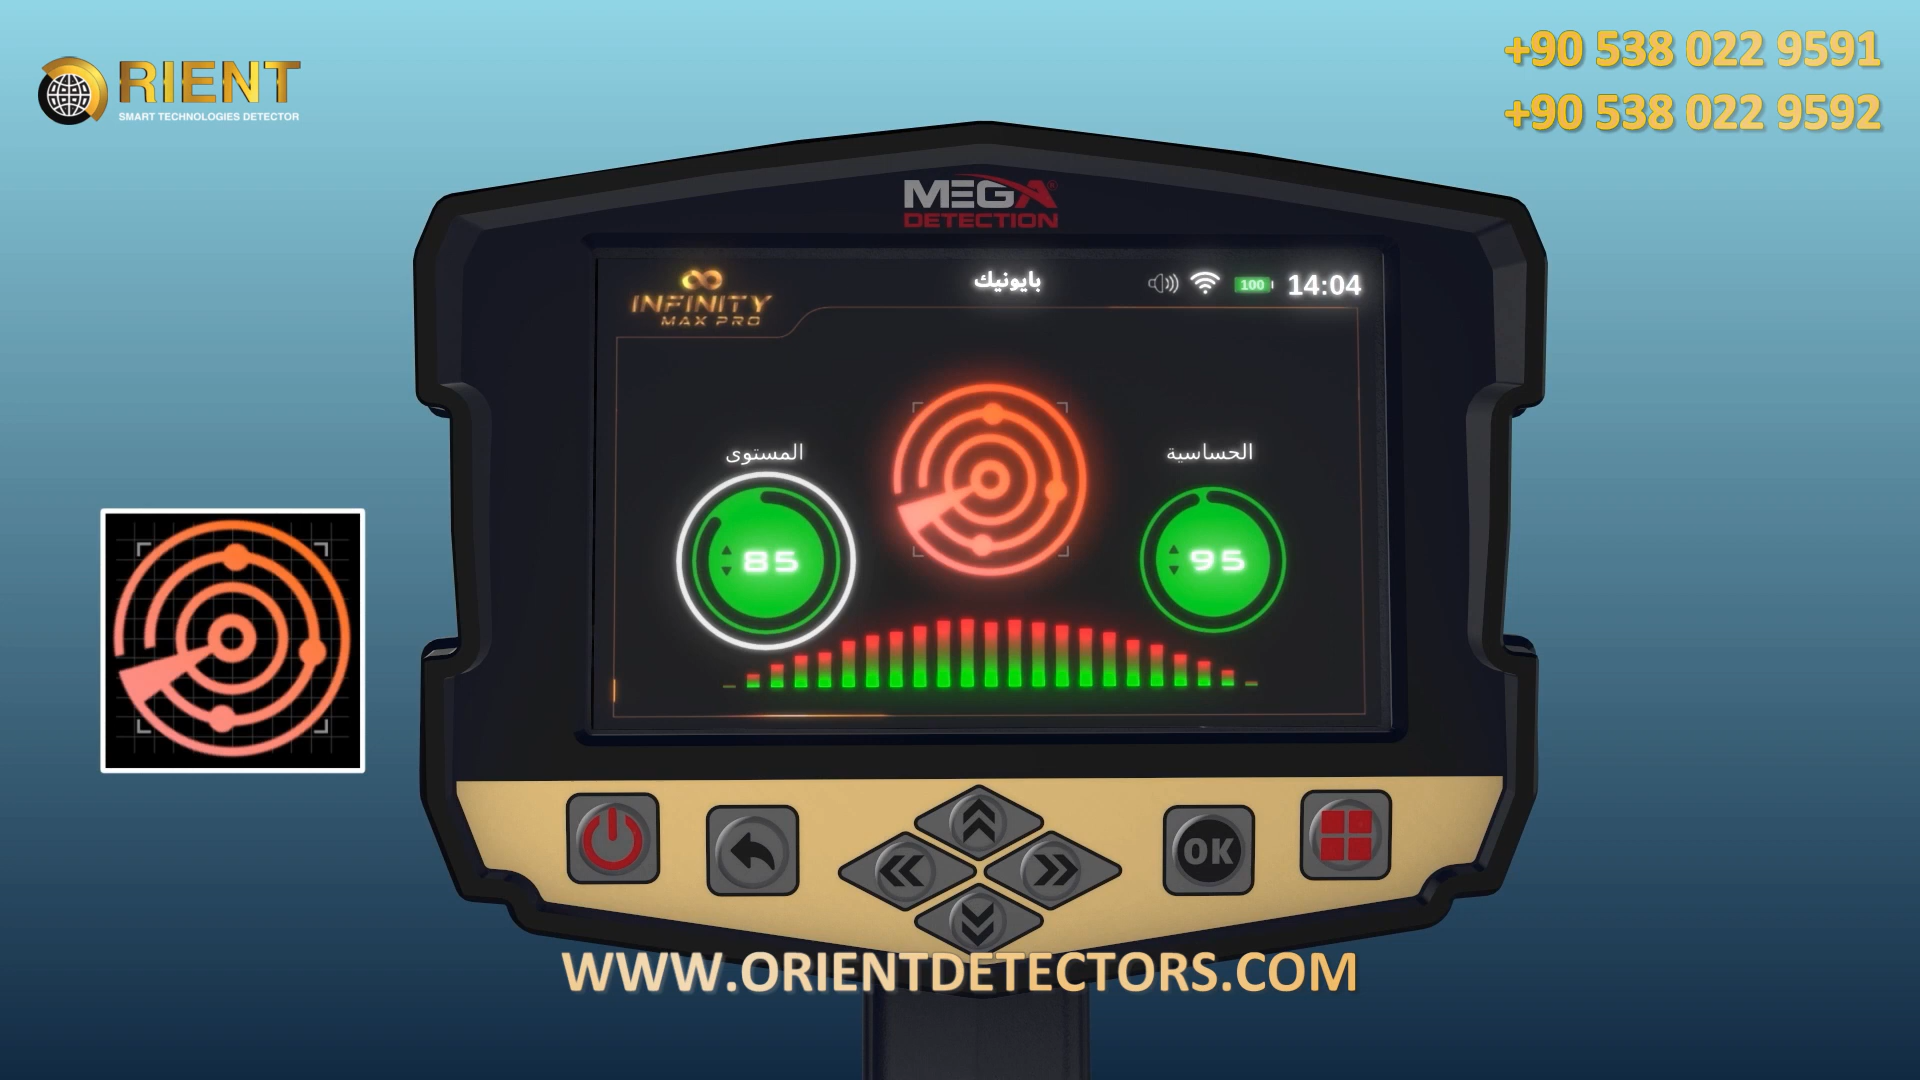 ORIENT
SMART TECHNOLOGIES DETECTOR
+90 538 022 9591
+90 538 022 9592
MEGA®
DETECTION
INFINITY
MAX PRO
بايونيك
100
14:04
المستوى
الحساسية
85
95
OK
WWW.ORIENTDETECTORS.COM